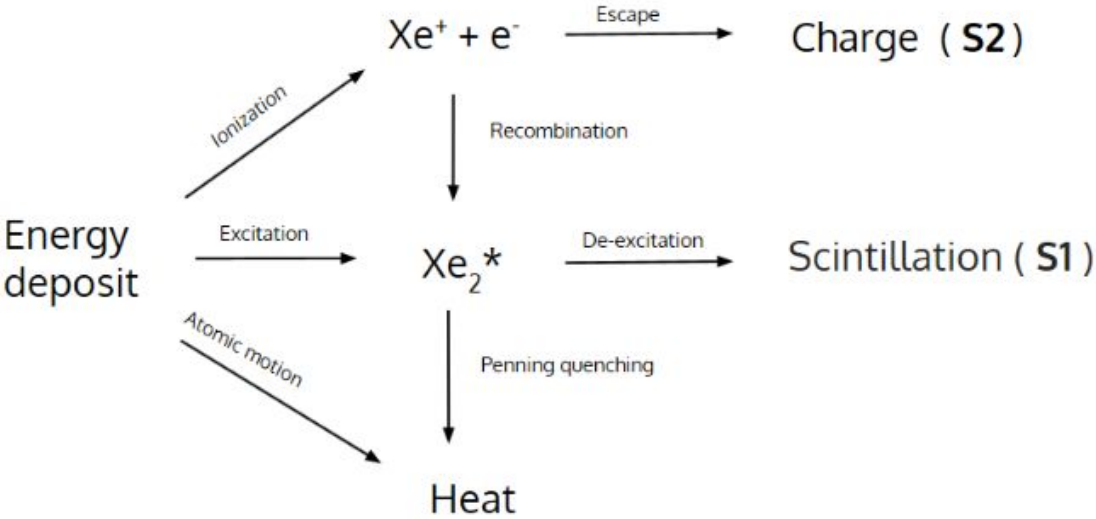 Xe⁺ + e⁻
Escape
Charge ( S2 )
Ionization
Recombination
Energy
deposit
Excitation
Xe₂*
De-excitation
Scintillation ( S1 )
Atomic motion
Penning quenching
Heat